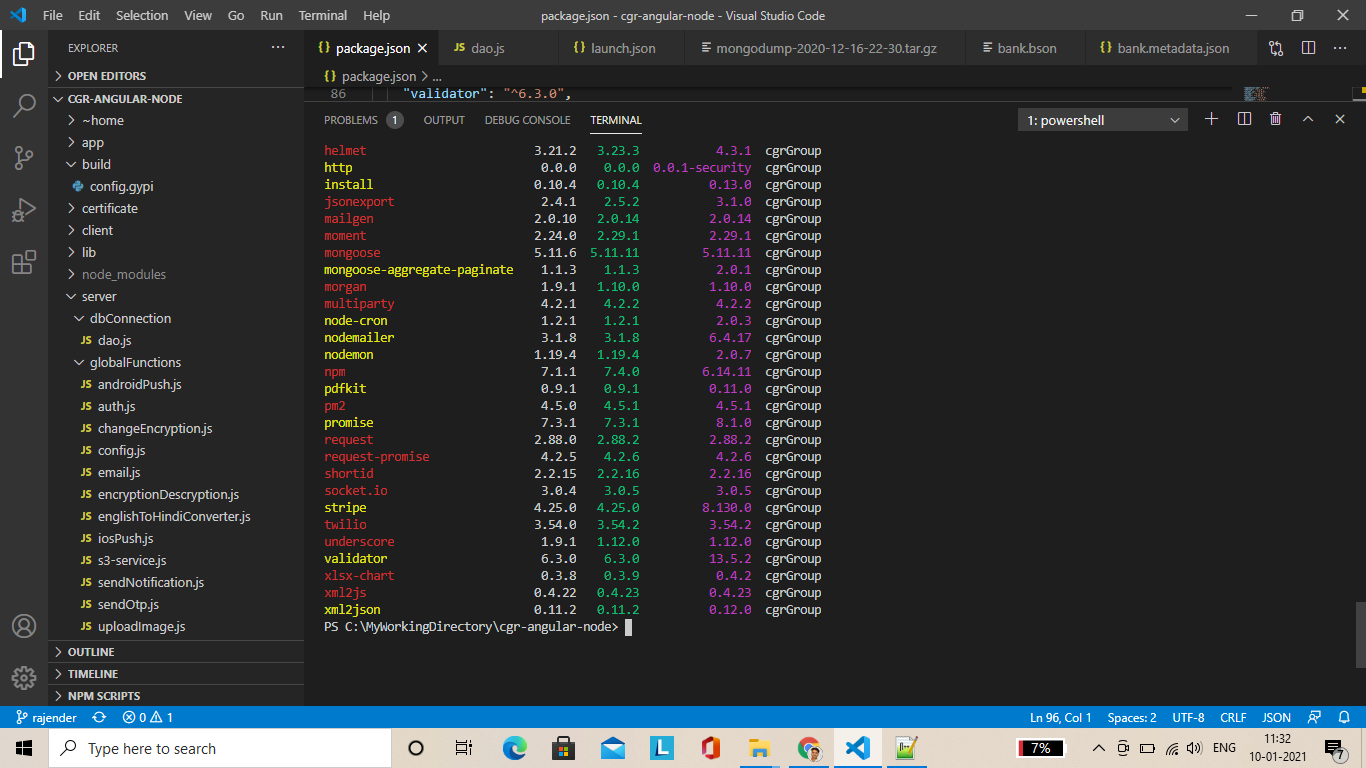 File Edit Selection View Go Run Terminal Help package.json - cgr-angular-node - Visual Studio Code
EXPLORER ...
OPEN EDITORS
CGR-ANGULAR-NODE
~home
app
build
config.gypi
certificate
client
lib
node_modules
server
dbConnection
JS dao.js
globalFunctions
JS androidPush.js
JS auth.js
JS changeEncryption.js
JS config.js
JS email.js
JS encryptionDescryption.js
JS englishToHindiConverter.js
JS iosPush.js
JS s3-service.js
JS sendNotification.js
JS sendOtp.js
JS uploadImage.js
OUTLINE
TIMELINE
NPM SCRIPTS
{} package.json JS dao.js {} launch.json mongodump-2020-12-16-22-30.tar.gz bank.bson {} bank.metadata.json
{} package.json > ...
86 "validator": "^6.3.0",
PROBLEMS 1 OUTPUT DEBUG CONSOLE TERMINAL 1: powershell
helmet 3.21.2 3.23.3 4.3.1 cgrGroup
http 0.0.0 0.0.0 0.0.1-security cgrGroup
install 0.10.4 0.10.4 0.13.0 cgrGroup
jsonexport 2.4.1 2.5.2 3.1.0 cgrGroup
mailgen 2.0.10 2.0.14 2.0.14 cgrGroup
moment 2.24.0 2.29.1 2.29.1 cgrGroup
mongoose 5.11.6 5.11.11 5.11.11 cgrGroup
mongoose-aggregate-paginate 1.1.3 1.1.3 2.0.1 cgrGroup
morgan 1.9.1 1.10.0 1.10.0 cgrGroup
multiparty 4.2.1 4.2.2 4.2.2 cgrGroup
node-cron 1.2.1 1.2.1 2.0.3 cgrGroup
nodemailer 3.1.8 3.1.8 6.4.17 cgrGroup
nodemon 1.19.4 1.19.4 2.0.7 cgrGroup
npm 7.1.1 7.4.0 6.14.11 cgrGroup
pdfkit 0.9.1 0.9.1 0.11.0 cgrGroup
pm2 4.5.0 4.5.1 4.5.1 cgrGroup
promise 7.3.1 7.3.1 8.1.0 cgrGroup
request 2.88.0 2.88.2 2.88.2 cgrGroup
request-promise 4.2.5 4.2.6 4.2.6 cgrGroup
shortid 2.2.15 2.2.16 2.2.16 cgrGroup
socket.io 3.0.4 3.0.5 3.0.5 cgrGroup
stripe 4.25.0 4.25.0 8.130.0 cgrGroup
twilio 3.54.0 3.54.2 3.54.2 cgrGroup
underscore 1.9.1 1.12.0 1.12.0 cgrGroup
validator 6.3.0 6.3.0 13.5.2 cgrGroup
xlsx-chart 0.3.8 0.3.9 0.4.2 cgrGroup
xml2js 0.4.22 0.4.23 0.4.23 cgrGroup
xml2json 0.11.2 0.11.2 0.12.0 cgrGroup
PS C:\MyWorkingDirectory\cgr-angular-node>
rajender 0 1 Ln 96, Col 1 Spaces: 2 UTF-8 CRLF JSON
Type here to search L 7% ENG 11:32
10-01-2021 7